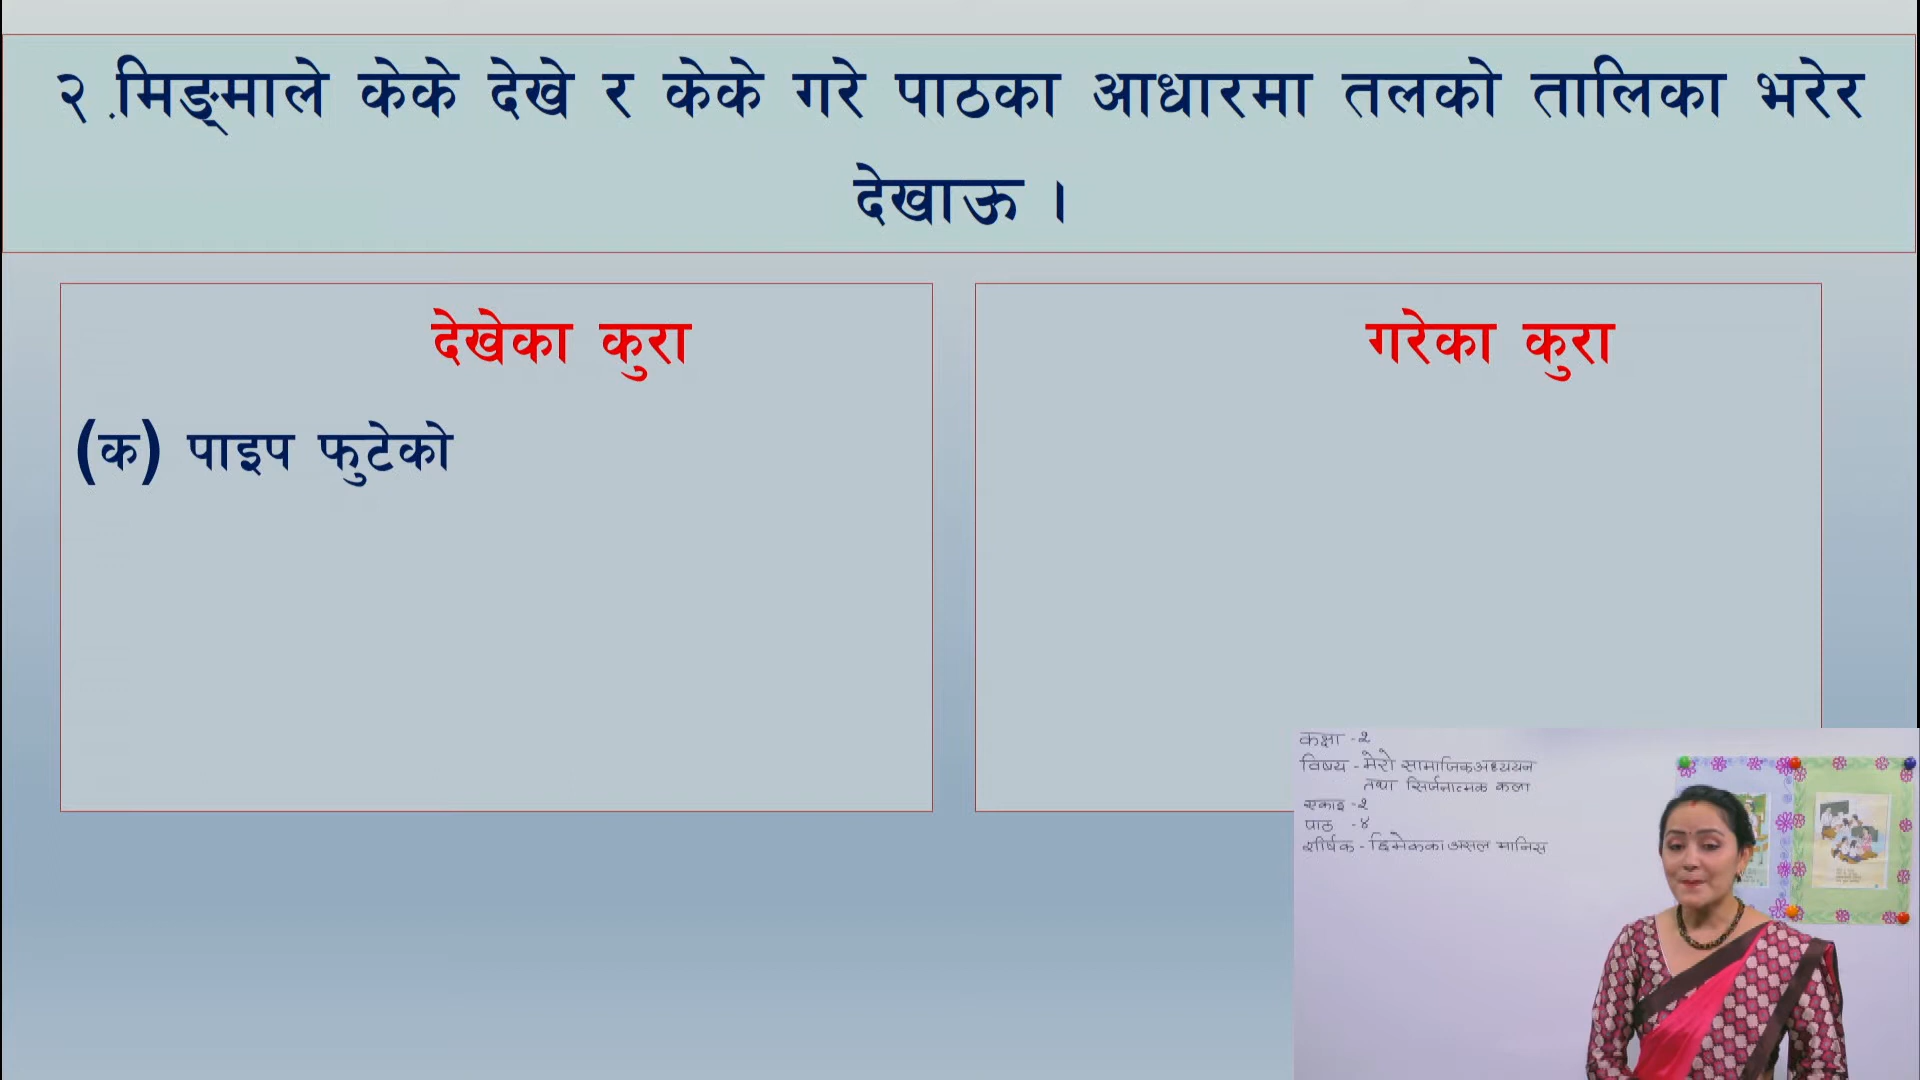 २ .मिङ्माले केके देखे र केके गरे पाठका आधारमा तलको तालिका भरेर
देखाऊ ।
देखेका कुरा
(क) पाइप फुटेको
गरेका कुरा
कक्षा - २
विषय - मेरो सामाजिक अध्ययन
तथा सिर्जनात्मक कला
एकाइ - २
पाठ - ४
शीर्षक - छिमेकका असल मानिस